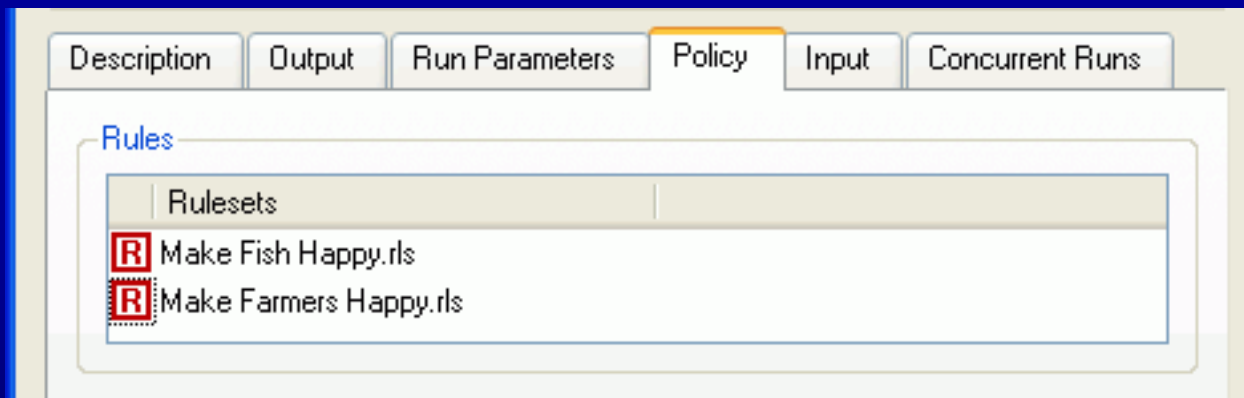 Description Output Run Parameters Policy Input Concurrent Runs
Rules
Rulesets
R Make Fish Happy.rls
R Make Farmers Happy.rls